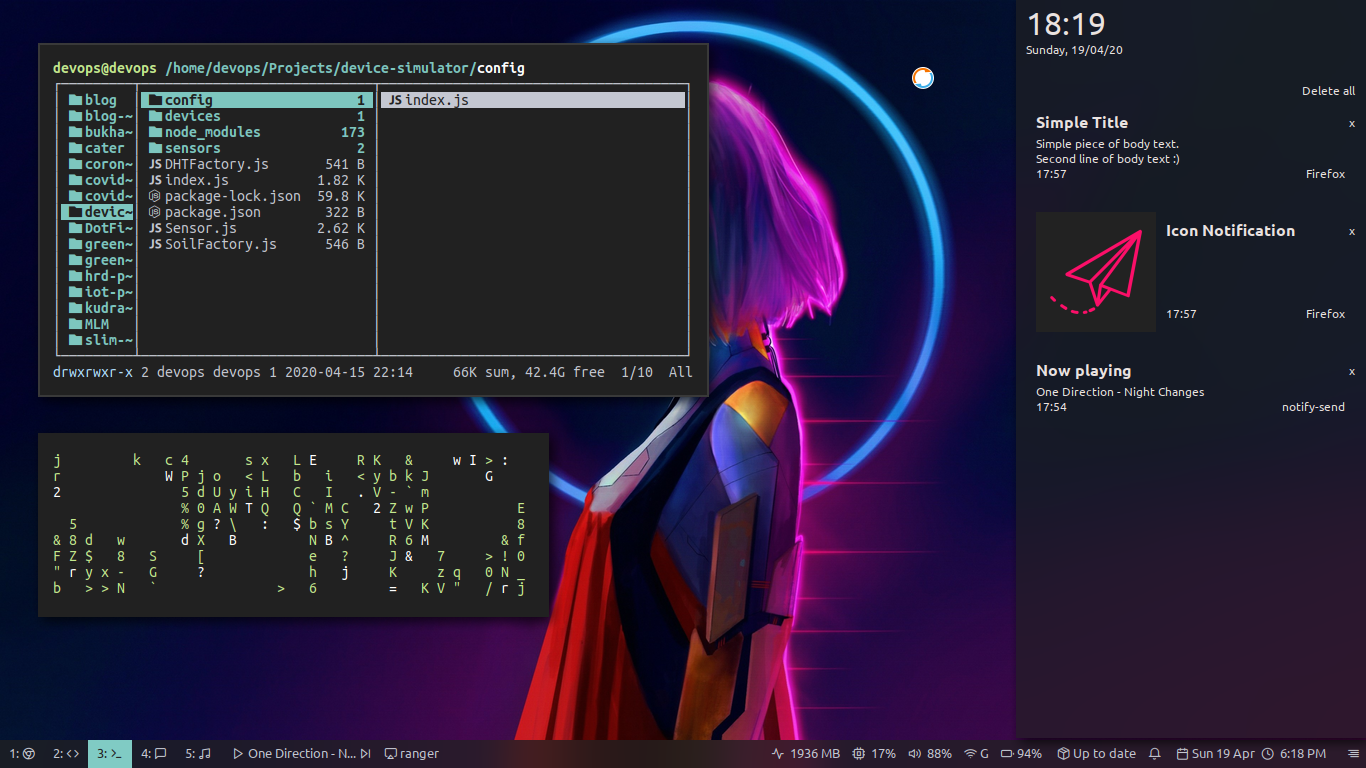 devops@devops /home/devops/Projects/device-simulator/config
blog config 1 JS index.js
blog-~ devices 1
bukha~ node_modules 173
cater sensors 2
coron~ JS DHTFactory.js 541 B
covid~ JS index.js 1.82 K
covid~ package-lock.json 59.8 K
devic~ package.json 322 B
DotFi~ JS Sensor.js 2.62 K
green~ JS SoilFactory.js 546 B
green~
hrd-p~
iot-p~
kudra~
MLM
slim-~
drwxrwxr-x 2 devops devops 1 2020-04-15 22:14 66K sum, 42.4G free 1/10 All
j k c 4 s x L E R K & w I > :
r W P j o < L b i < y b k J G
2 5 d U y i H C I . V - ` m
% 0 A W T Q Q ` M C 2 Z w P E
5 % g ? \ : $ b s Y t V K 8
& 8 d w d X B N B ^ R 6 M & f
F Z $ 8 S [ e ? J & 7 > ! 0
" r y x - G ? h j K z q 0 N _
b > > N ` > 6 = K V " / r j
18:19
Sunday, 19/04/20
Delete all
Simple Title x
Simple piece of body text.
Second line of body text :)
17:57 Firefox
Icon Notification x
17:57 Firefox
Now playing x
One Direction - Night Changes
17:54 notify-send
1: 2: <> 3: >_ 4: 5: One Direction - N... ranger 1936 MB 17% 88% G 94% Up to date Sun 19 Apr 6:18 PM